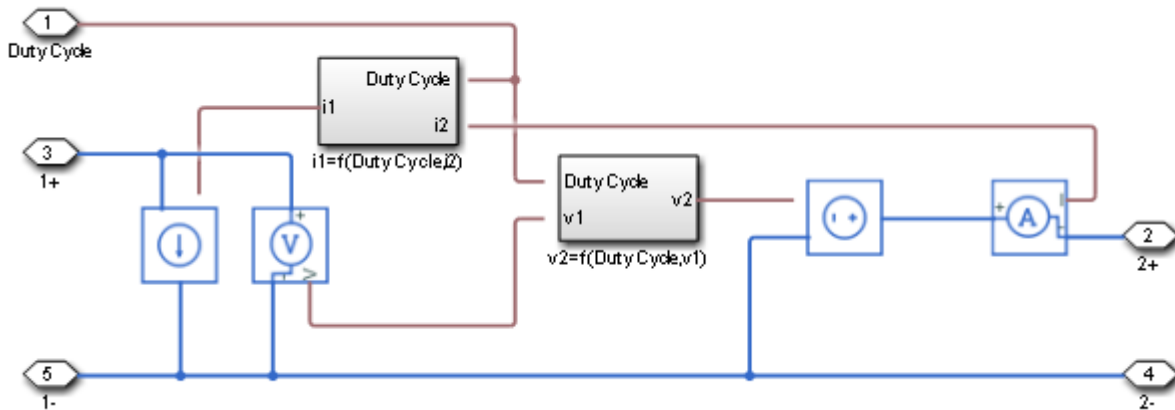 1
Duty Cycle
Duty Cycle
i1
i2
i1=f(Duty Cycle,i2)
3
1+
Duty Cycle
v2
v1
v2=f(Duty Cycle,v1)
+
V
V
- +
+
A
I
-
2
2+
5
1-
4
2-